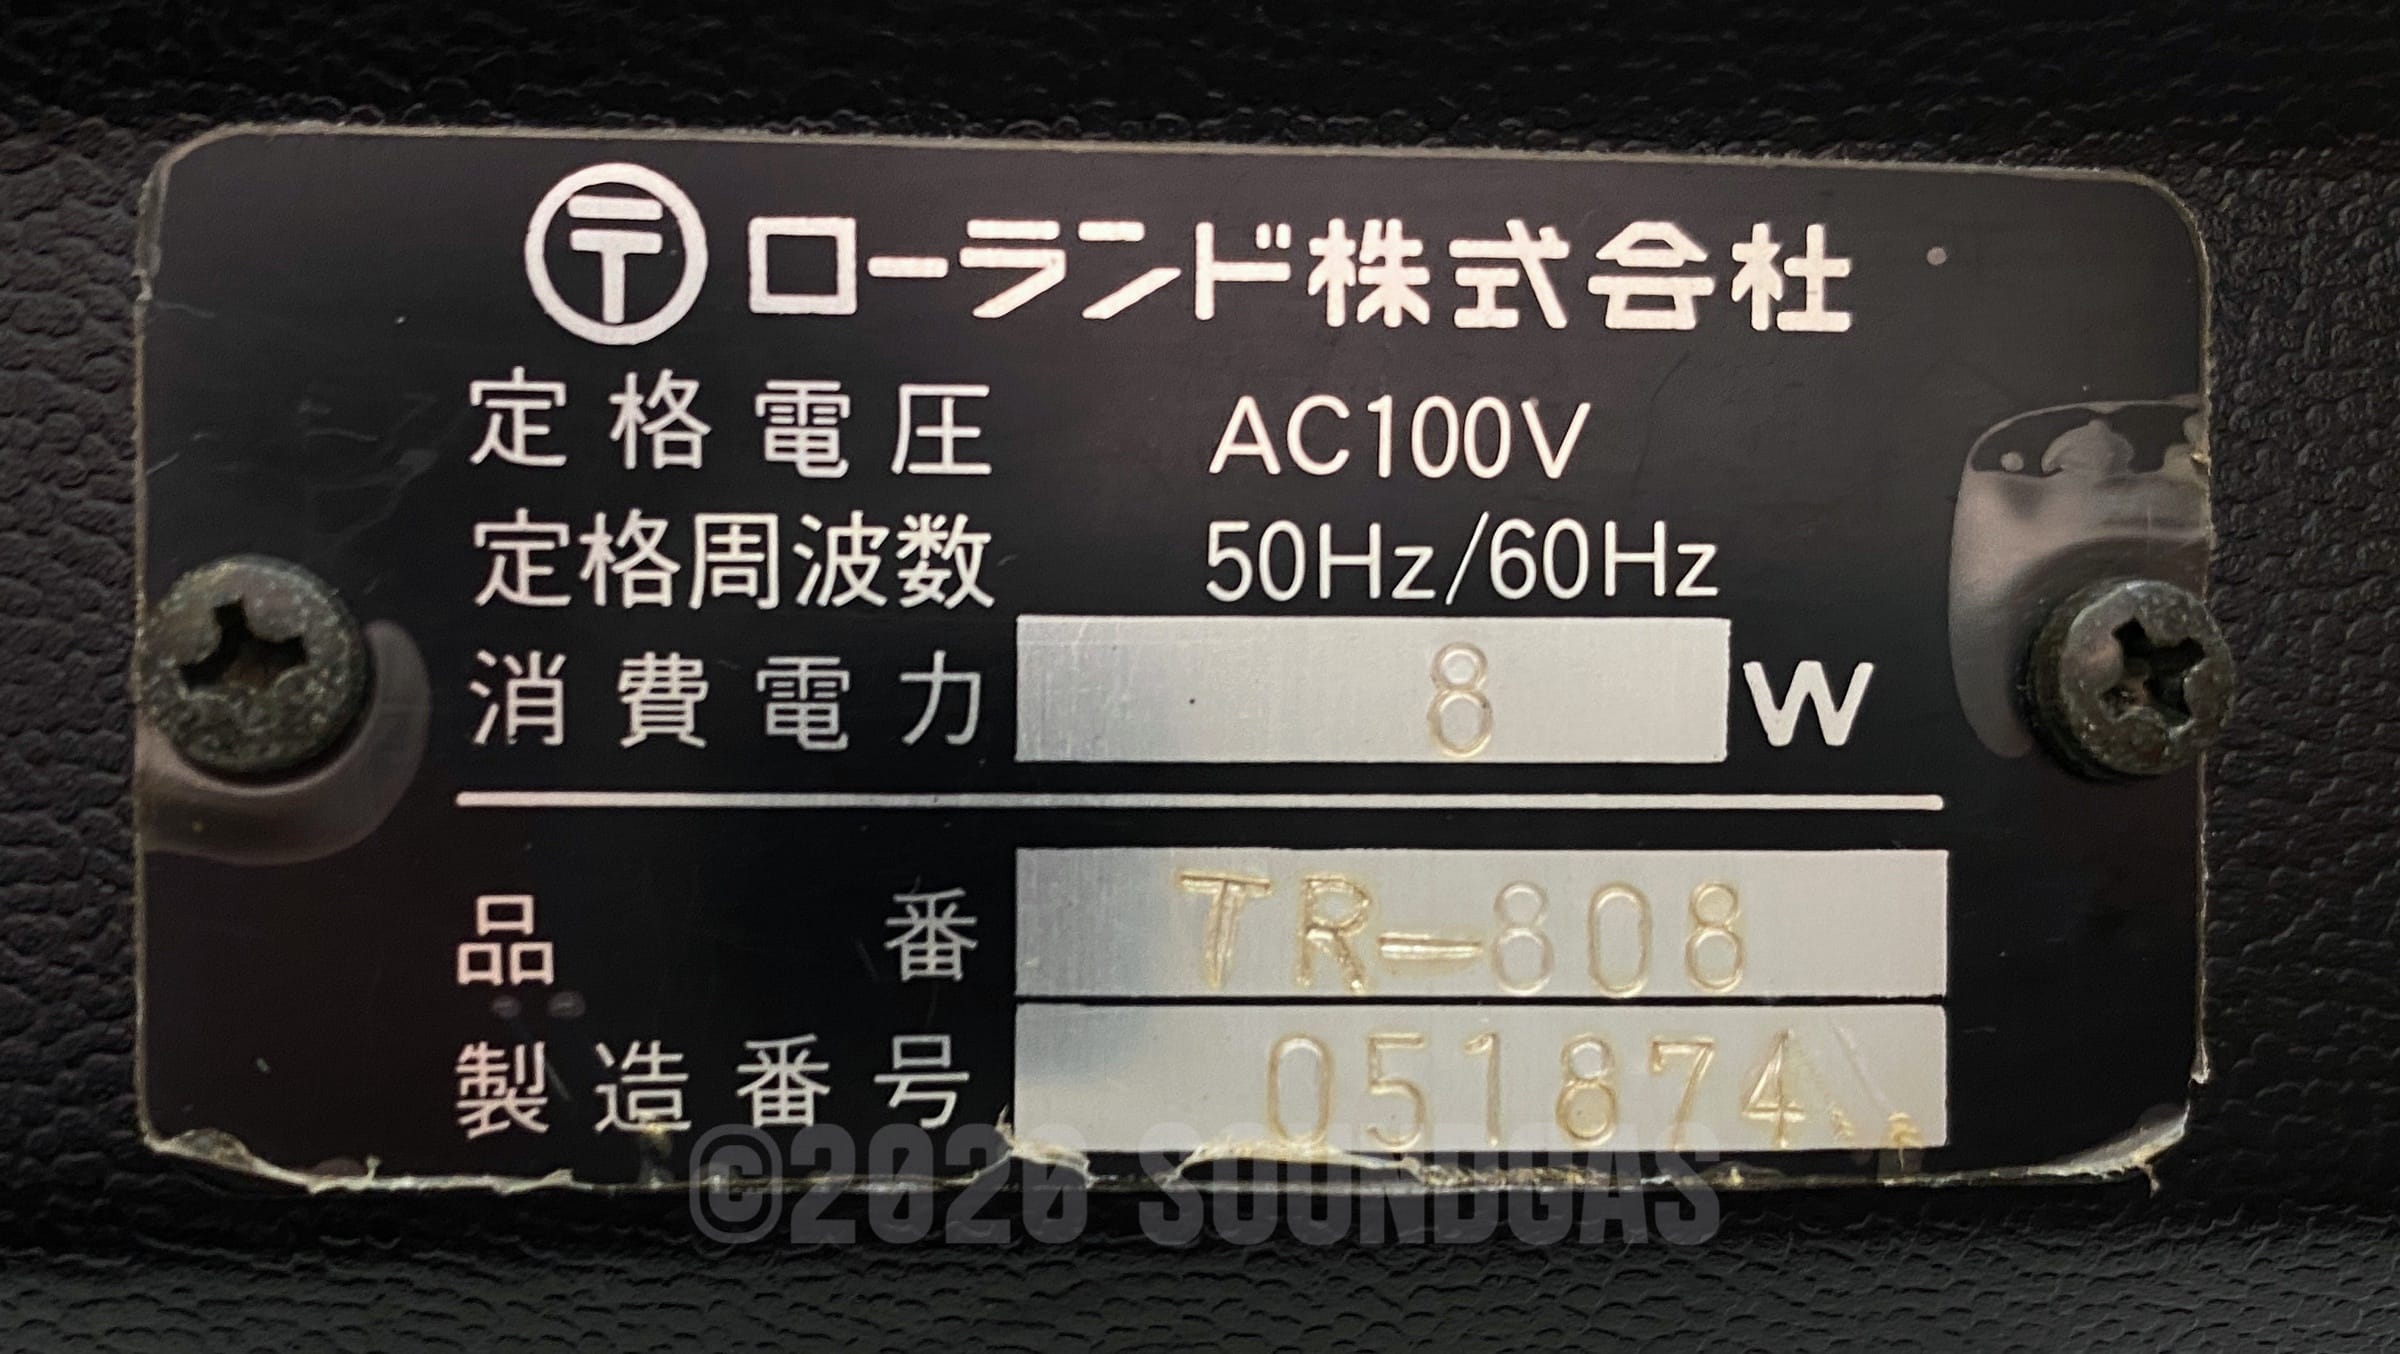 〒 ローランド株式会社
定格電圧 AC100V
定格周波数 50Hz/60Hz
消費電力 8 W
品番 TR-808
製造番号 051874
©2020 SOUNDGAS